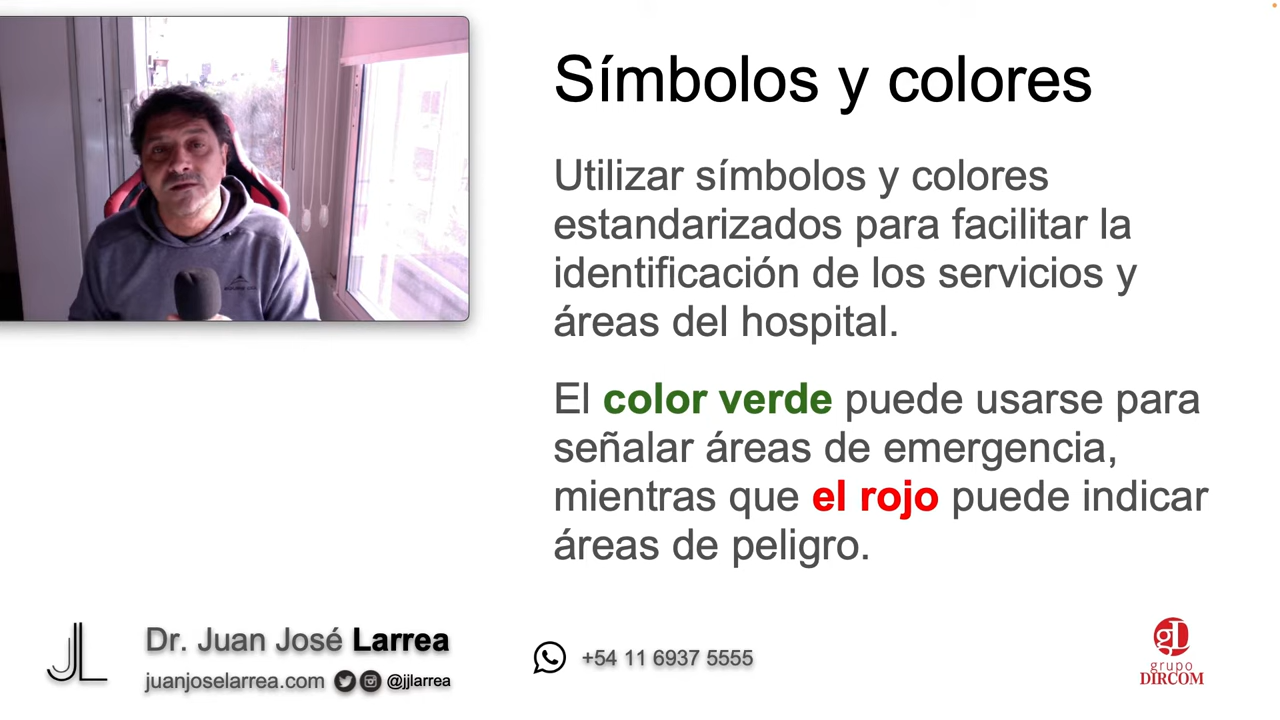 Símbolos y colores
Utilizar símbolos y colores
estandarizados para facilitar la
identificación de los servicios y
áreas del hospital.
El color verde puede usarse para
señalar áreas de emergencia,
mientras que el rojo puede indicar
áreas de peligro.
JL
Dr. Juan José Larrea
juanjoselarrea.com @jjlarrea
+54 11 6937 5555
gD
grupo
DIRCOM